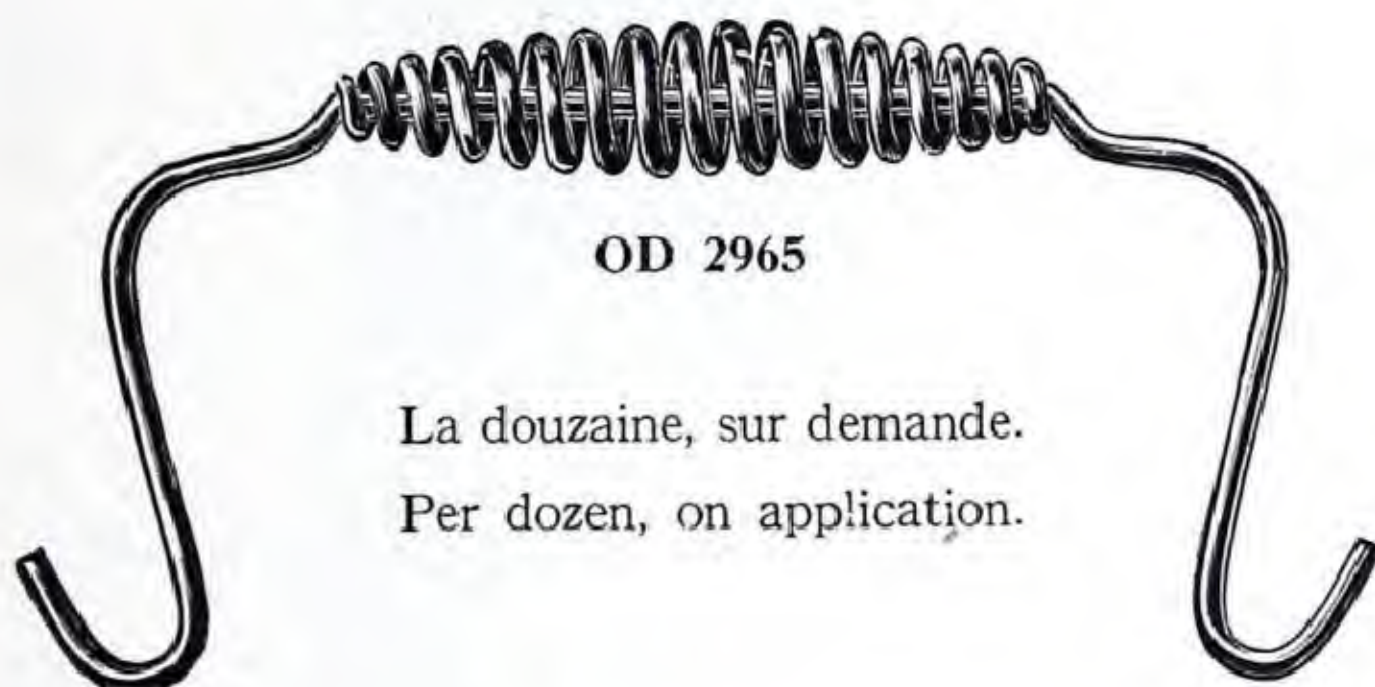 OD 2965
La douzaine, sur demande.
Per dozen, on application.